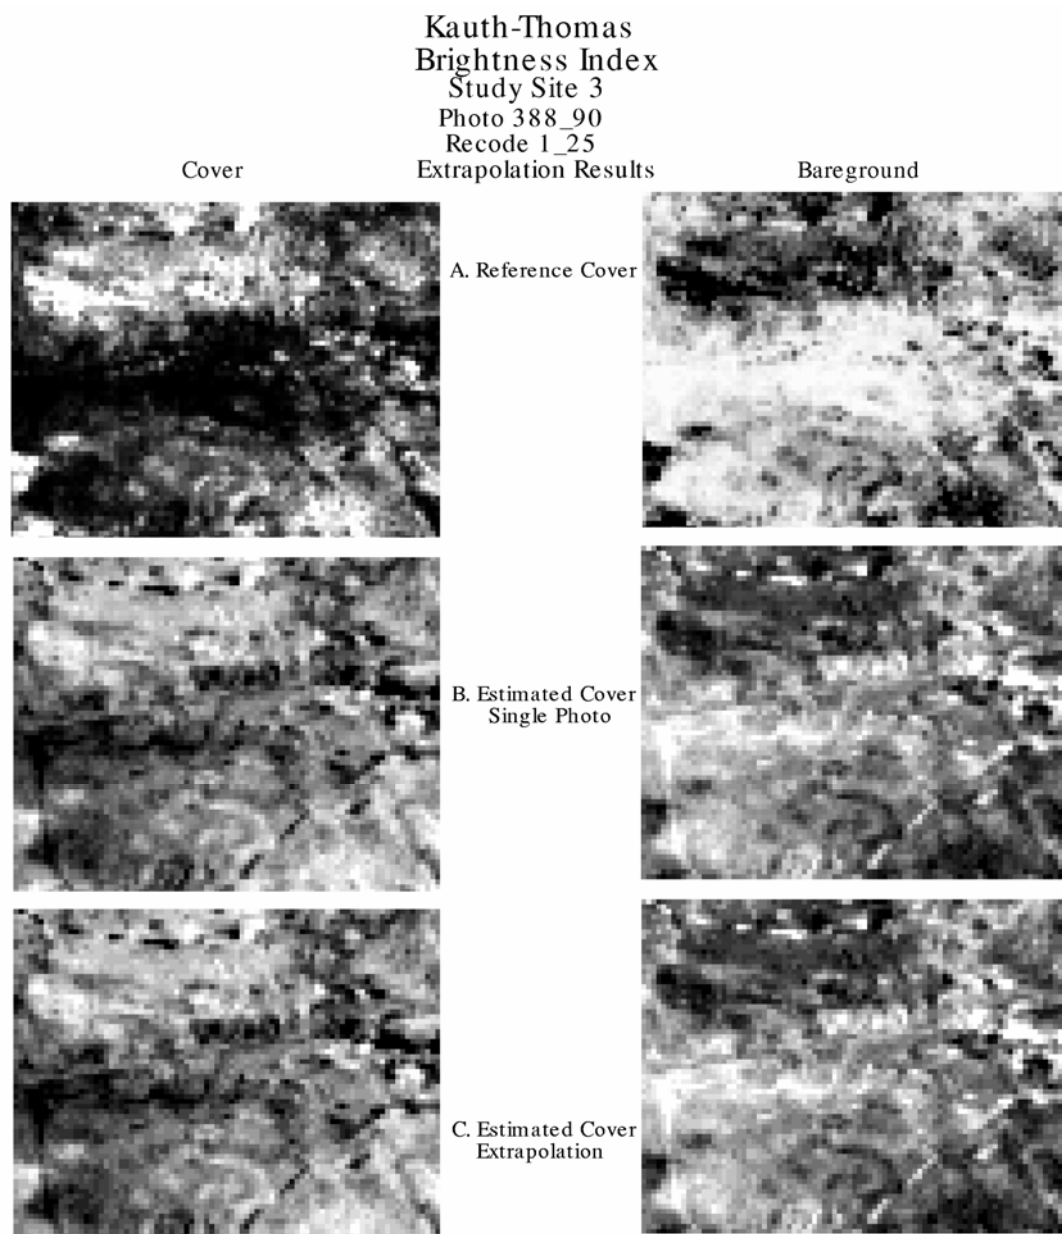 Kauth-Thomas
Brightness Index
Study Site 3
Photo 388_90
Recode 1_25
Cover
Extrapolation Results
Bareground
A. Reference Cover
B. Estimated Cover
Single Photo
C. Estimated Cover
Extrapolation